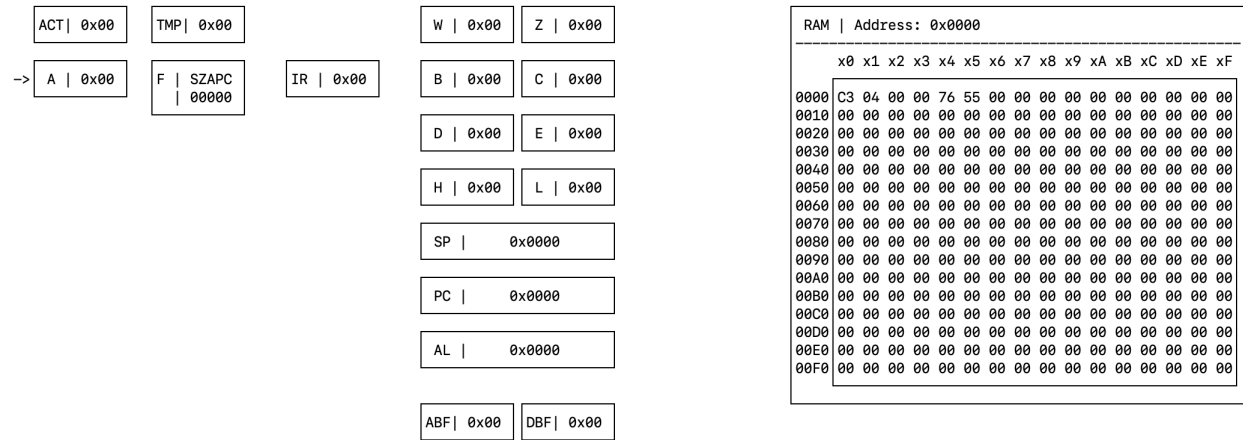 ACT| 0x00 TMP| 0x00 W | 0x00 Z | 0x00
-> A | 0x00 F | SZAPC IR | 0x00 B | 0x00 C | 0x00
| 00000
D | 0x00 E | 0x00
H | 0x00 L | 0x00
SP | 0x0000
PC | 0x0000
AL | 0x0000
ABF| 0x00 DBF| 0x00
RAM | Address: 0x0000
x0 x1 x2 x3 x4 x5 x6 x7 x8 x9 xA xB xC xD xE xF
0000 C3 04 00 00 76 55 00 00 00 00 00 00 00 00 00 00
0010 00 00 00 00 00 00 00 00 00 00 00 00 00 00 00 00
0020 00 00 00 00 00 00 00 00 00 00 00 00 00 00 00 00
0030 00 00 00 00 00 00 00 00 00 00 00 00 00 00 00 00
0040 00 00 00 00 00 00 00 00 00 00 00 00 00 00 00 00
0050 00 00 00 00 00 00 00 00 00 00 00 00 00 00 00 00
0060 00 00 00 00 00 00 00 00 00 00 00 00 00 00 00 00
0070 00 00 00 00 00 00 00 00 00 00 00 00 00 00 00 00
0080 00 00 00 00 00 00 00 00 00 00 00 00 00 00 00 00
0090 00 00 00 00 00 00 00 00 00 00 00 00 00 00 00 00
00A0 00 00 00 00 00 00 00 00 00 00 00 00 00 00 00 00
00B0 00 00 00 00 00 00 00 00 00 00 00 00 00 00 00 00
00C0 00 00 00 00 00 00 00 00 00 00 00 00 00 00 00 00
00D0 00 00 00 00 00 00 00 00 00 00 00 00 00 00 00 00
00E0 00 00 00 00 00 00 00 00 00 00 00 00 00 00 00 00
00F0 00 00 00 00 00 00 00 00 00 00 00 00 00 00 00 00